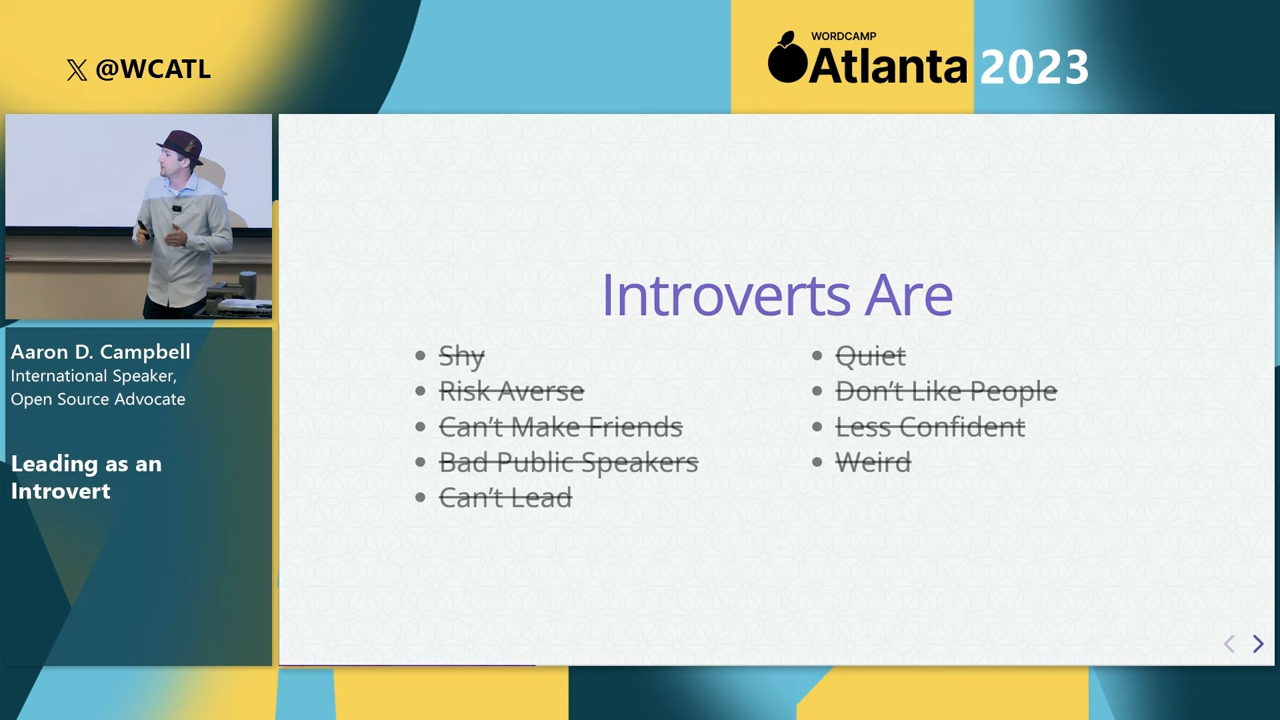 𝕏 @WCATL
WORDCAMP
Atlanta 2023
Aaron D. Campbell
International Speaker,
Open Source Advocate
Leading as an
Introvert
Introverts Are
• Shy
• Risk Averse
• Can’t Make Friends
• Bad Public Speakers
• Can’t Lead
• Quiet
• Don’t Like People
• Less Confident
• Weird